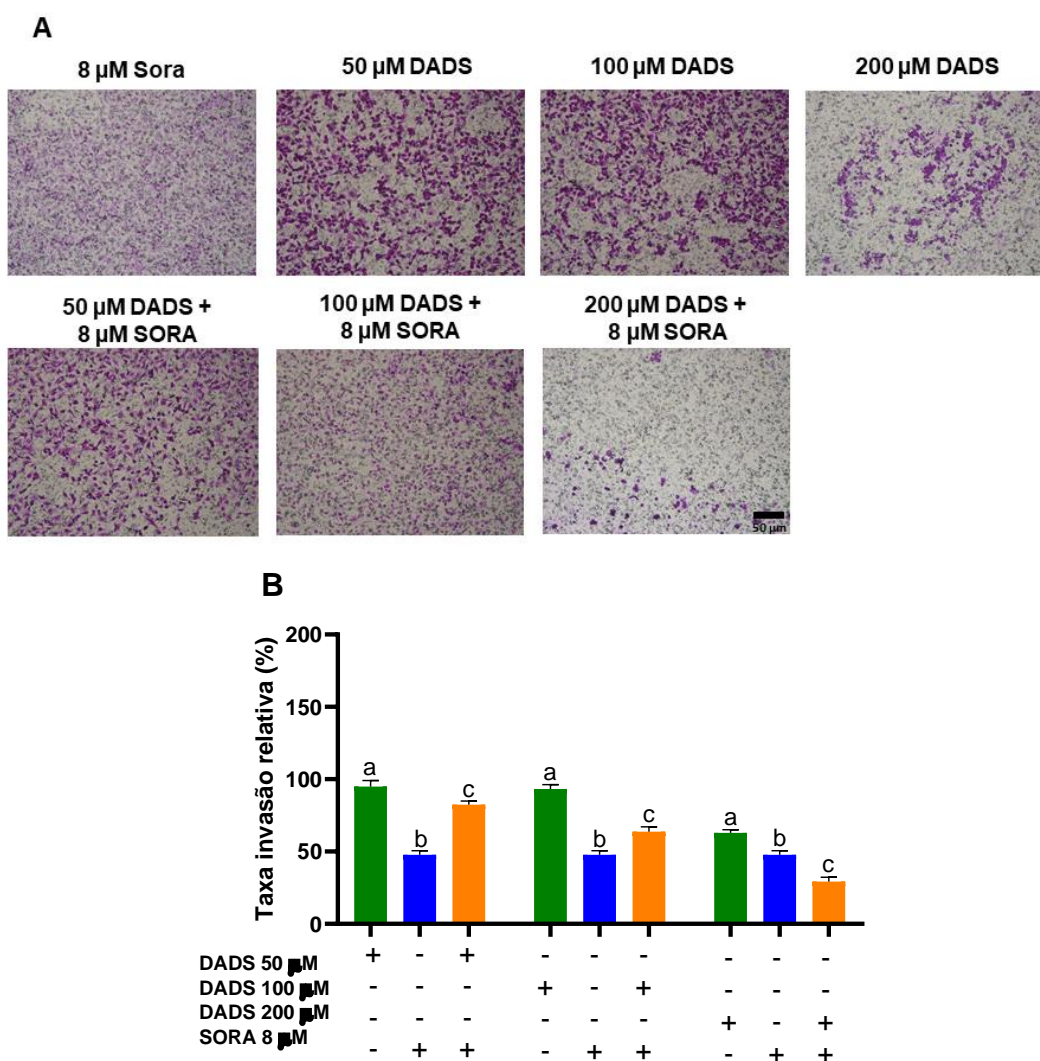 A
8 µM Sora 50 µM DADS 100 µM DADS 200 µM DADS
50 µM DADS + 100 µM DADS + 200 µM DADS +
8 µM SORA 8 µM SORA 8 µM SORA
50 µm
B
Taxa invasão relativa (%)
200
150
100
50
0
a b c a b c a b c
DADS 50 µM + - + - - - - - -
DADS 100 µM - - - + - + - - -
DADS 200 µM - - - - - - + - +
SORA 8 µM - + + - + + - + +